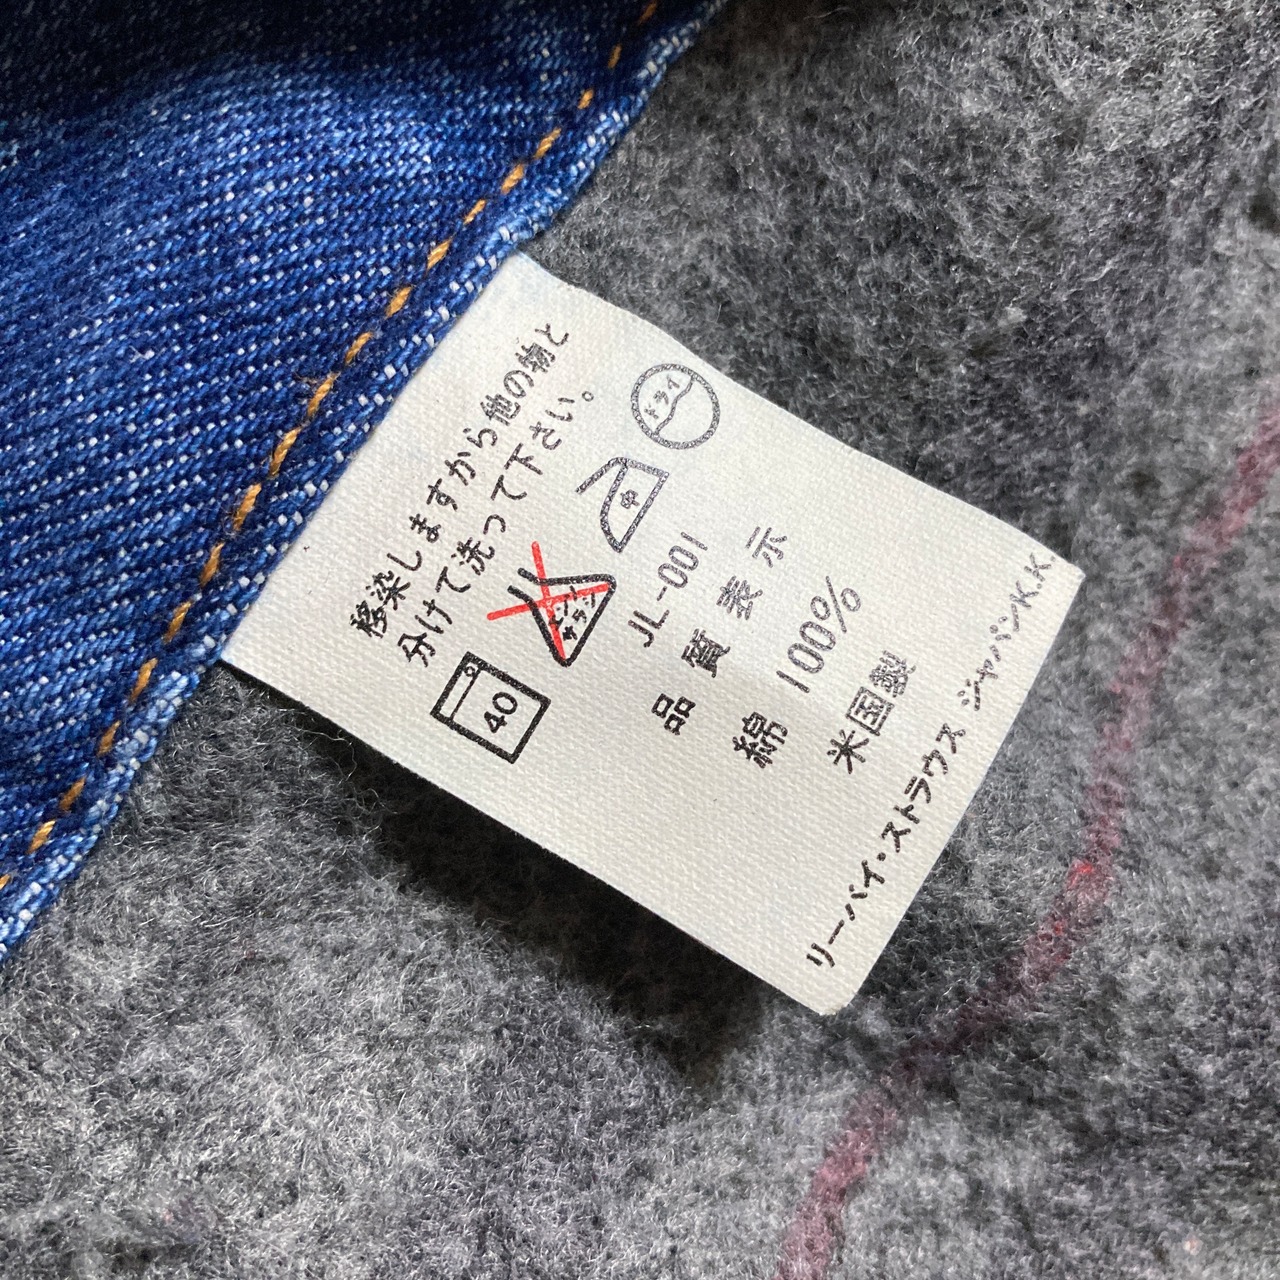 移染しますから他の物と
分けて洗って下さい。
40
エンソ
サラシ
中
ドライ
JL-001
品質表示
綿 100%
米国製
リーバイ・ストラウス ジャパンK.K.